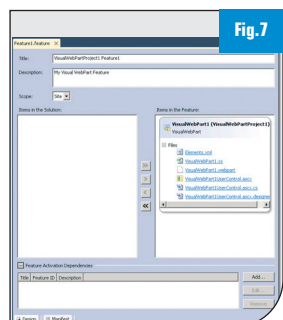 Fig.7
Feature1.feature
Title: VisualWebPartProject1 Feature1
Description: My Visual WebPart Feature
Scope: Site
Items in the Solution:
Items in the Feature:
VisualWebPart1 (VisualWebPartProject1)
VisualWebPart
Files
Elements.xml
VisualWebPart1.cs
VisualWebPart1.webpart
VisualWebPart1UserControl.ascx
VisualWebPart1UserControl.ascx.cs
VisualWebPart1UserControl.ascx.designer
>>
>
<
<<
Feature Activation Dependencies
Title Feature ID Description
Add...
Edit...
Remove
Design Manifest